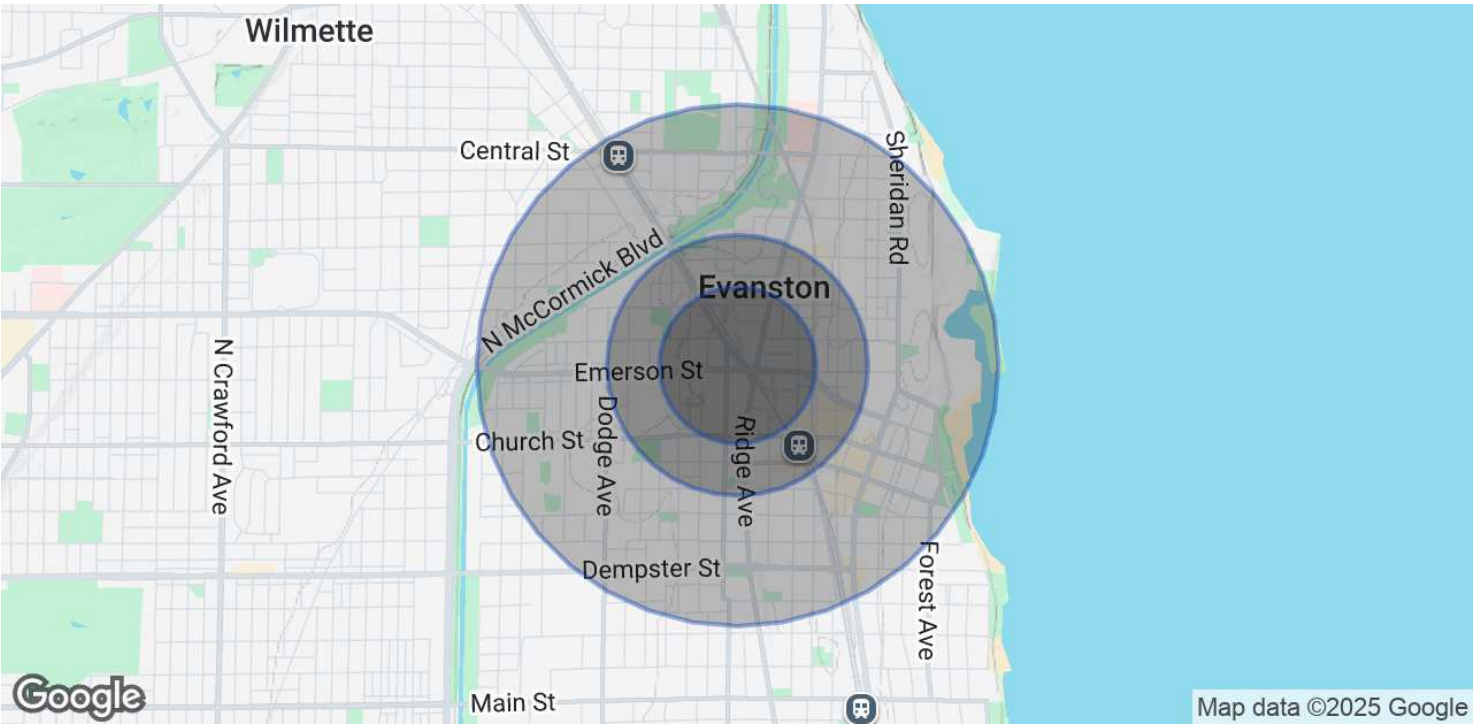 Wilmette
Central St
Sheridan Rd
N McCormick Blvd
Evanston
N Crawford Ave
Emerson St
Dodge Ave
Church St
Ridge Ave
Dempster St
Forest Ave
Main St
Google
Map data ©2025 Google